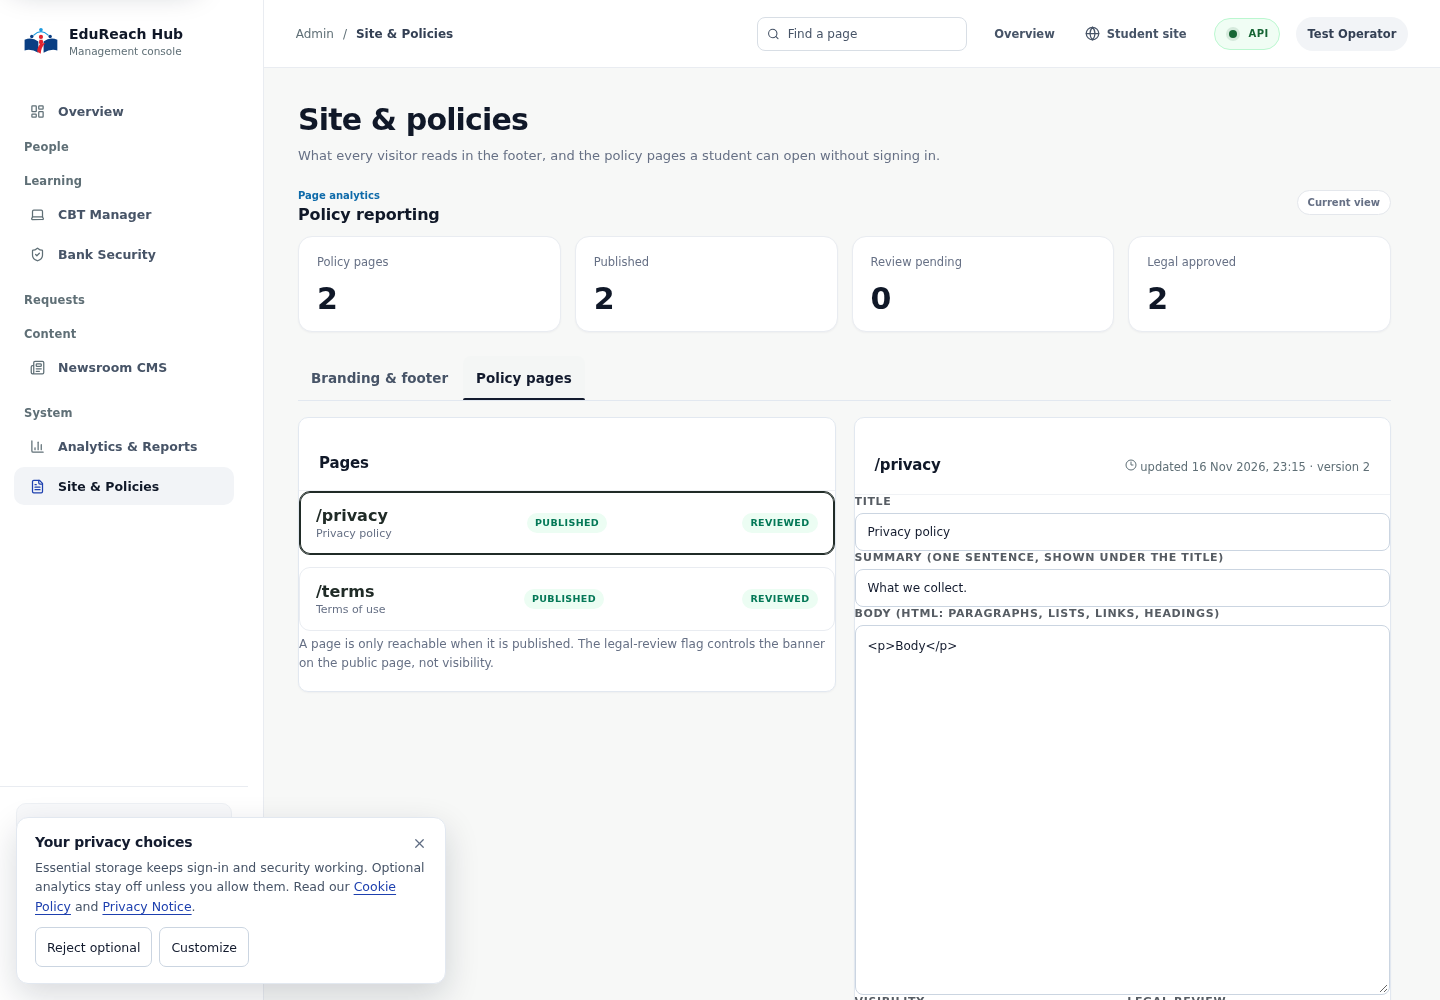 EduReach Hub
Management console
Overview
People
Learning
CBT Manager
Bank Security
Requests
Content
Newsroom CMS
System
Analytics & Reports
Site & Policies
Admin / Site & Policies
Find a page
Overview
Student site
API
Test Operator
Site & policies
What every visitor reads in the footer, and the policy pages a student can open without signing in.
Page analytics
Policy reporting
Current view
Policy pages
2
Published
2
Review pending
0
Legal approved
2
Branding & footer
Policy pages
Pages
/privacy
Privacy policy
PUBLISHED
REVIEWED
/terms
Terms of use
PUBLISHED
REVIEWED
A page is only reachable when it is published. The legal-review flag controls the banner
on the public page, not visibility.
/privacy
updated 16 Nov 2026, 23:15 · version 2
TITLE
Privacy policy
SUMMARY (ONE SENTENCE, SHOWN UNDER THE TITLE)
What we collect.
BODY (HTML: PARAGRAPHS, LISTS, LINKS, HEADINGS)
<p>Body</p>
VISIBILITY
LEGAL REVIEW
Your privacy choices
Essential storage keeps sign-in and security working. Optional
analytics stay off unless you allow them. Read our Cookie
Policy and Privacy Notice.
Reject optional
Customize